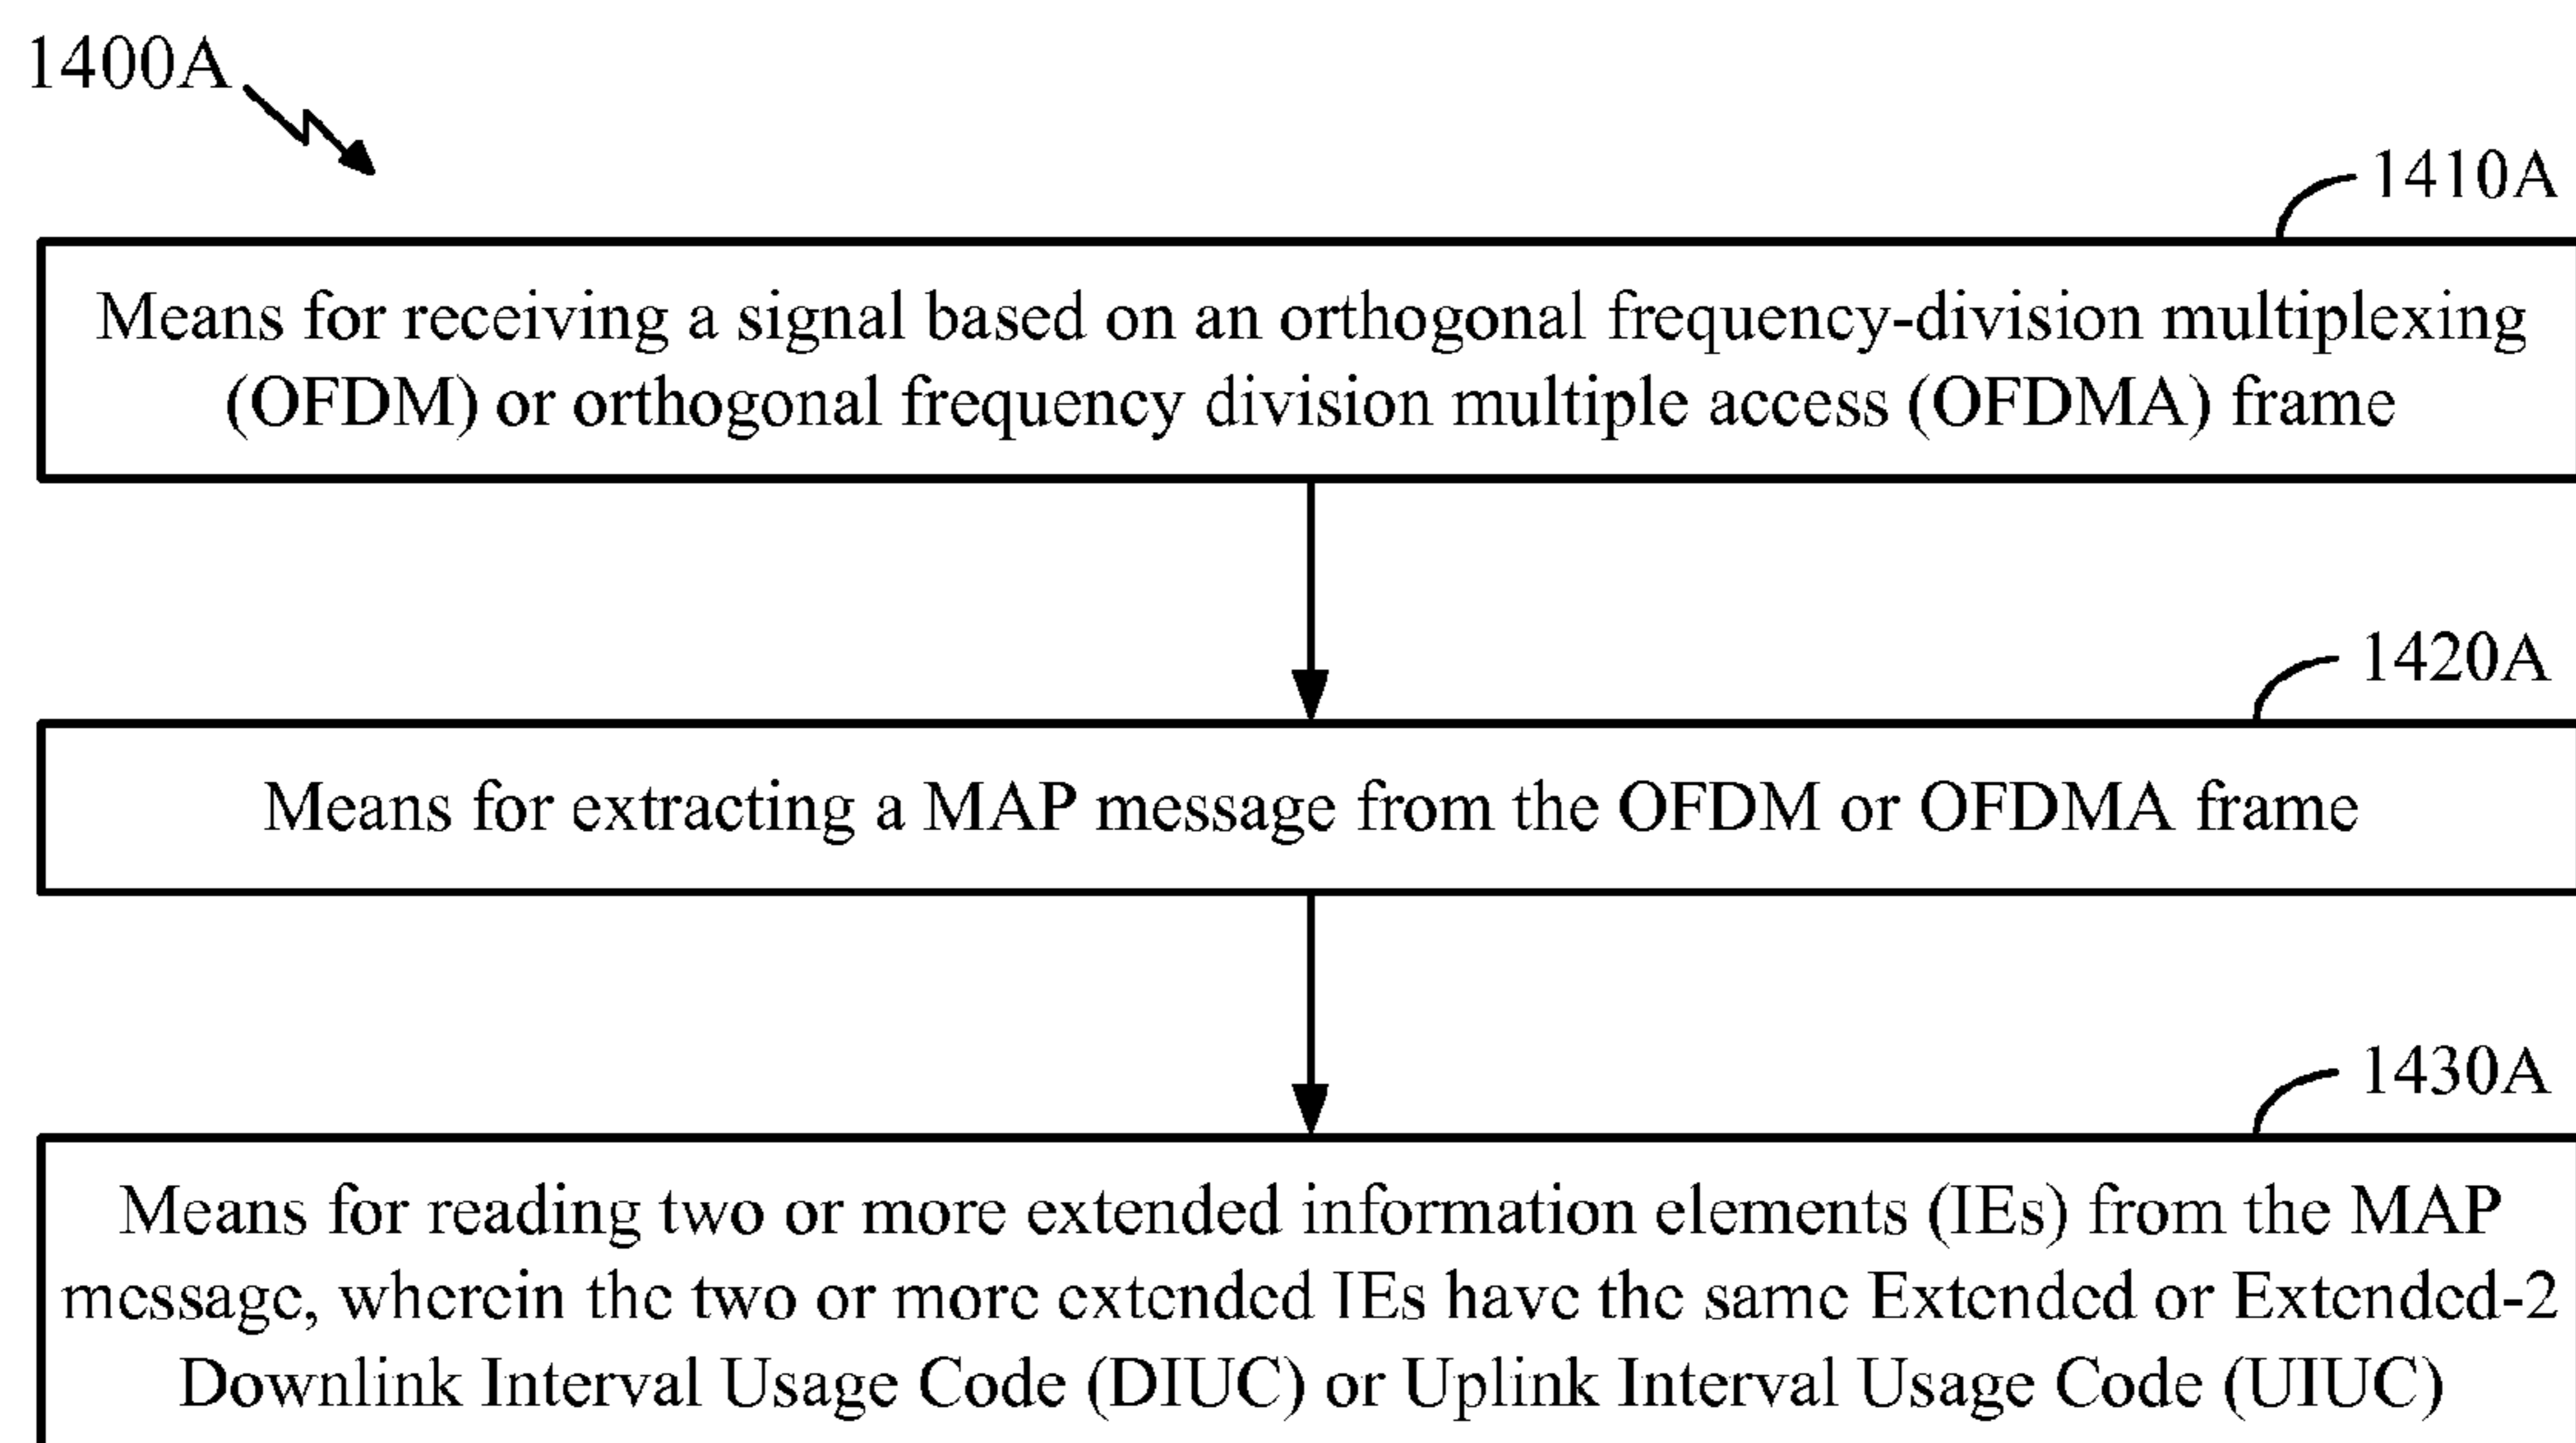 1400A
1410A
Means for receiving a signal based on an orthogonal frequency-division multiplexing
(OFDM) or orthogonal frequency division multiple access (OFDMA) frame
1420A
Means for extracting a MAP message from the OFDM or OFDMA frame
1430A
Means for reading two or more extended information elements (IEs) from the MAP
message, wherein the two or more extended IEs have the same Extended or Extended-2
Downlink Interval Usage Code (DIUC) or Uplink Interval Usage Code (UIUC)